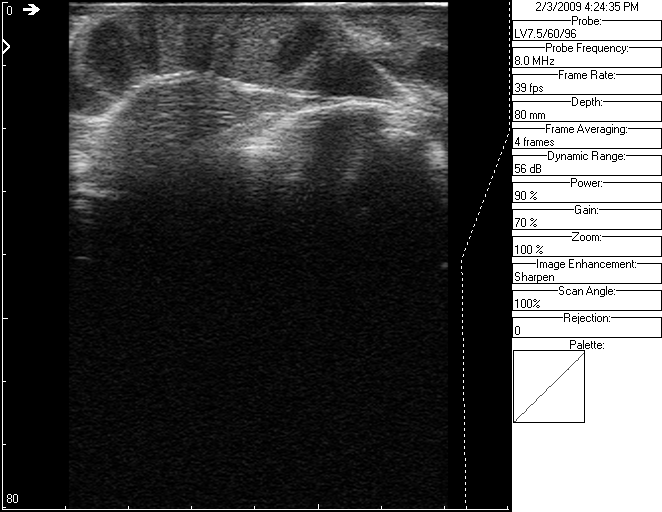 0
80
2/3/2009 4:24:35 PM
Probe:
LV7.5/60/96
Probe Frequency:
8.0 MHz
Frame Rate:
39 fps
Depth:
80 mm
Frame Averaging:
4 frames
Dynamic Range:
56 dB
Power:
90 %
Gain:
70 %
Zoom:
100 %
Image Enhancement:
Sharpen
Scan Angle:
100%
Rejection:
0
Palette: